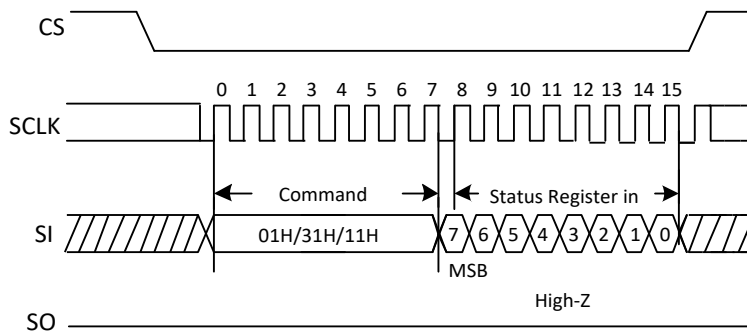 CS
0 1 2 3 4 5 6 7 8 9 10 11 12 13 14 15
SCLK
Command
Status Register in
SI
01H/31H/11H
7 6 5 4 3 2 1 0
MSB
High-Z
SO